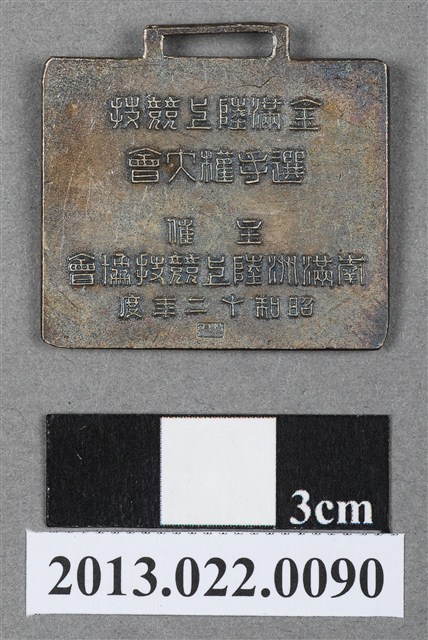 全滿陸上競技
選手權大會
主催
南滿洲陸上競技協會
昭和十二年度
3cm
2013.022.0090